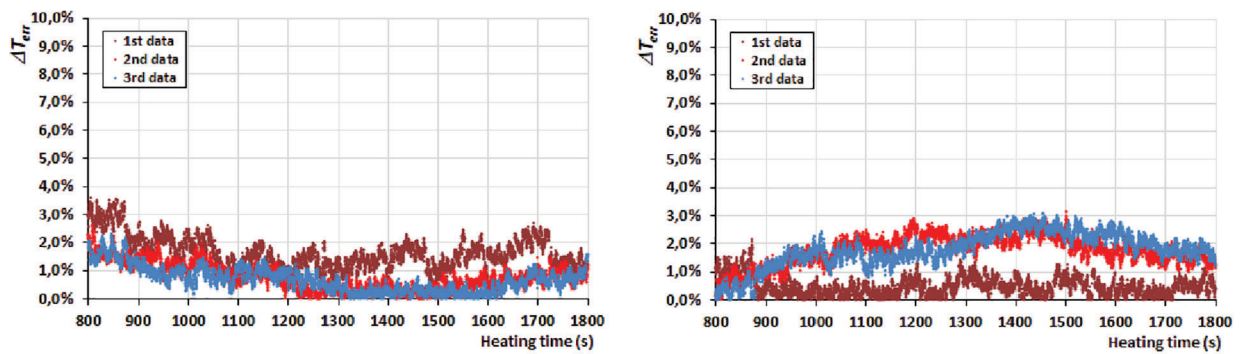 10,0%
9,0%
8,0%
7,0%
6,0%
5,0%
4,0%
3,0%
2,0%
1,0%
0,0%
ΔT_err
1st data
2nd data
3rd data
800 900 1000 1100 1200 1300 1400 1500 1600 1700 1800
Heating time (s)
10,0%
9,0%
8,0%
7,0%
6,0%
5,0%
4,0%
3,0%
2,0%
1,0%
0,0%
ΔT_err
1st data
2nd data
3rd data
800 900 1000 1100 1200 1300 1400 1500 1600 1700 1800
Heating time (s)